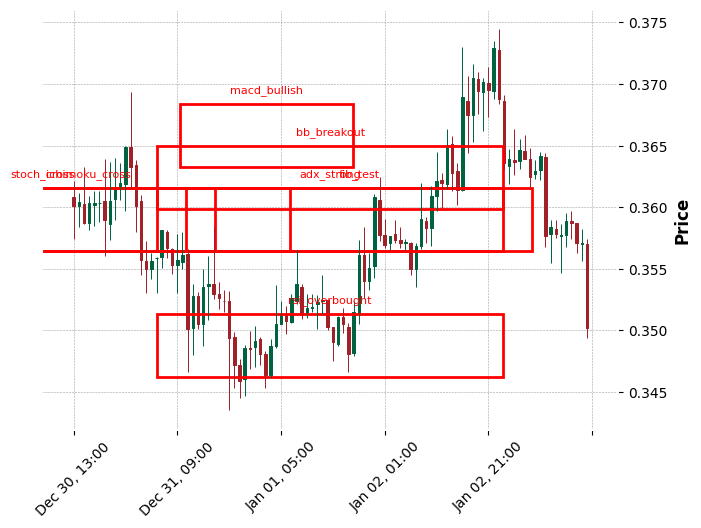 0.375
0.370
macd_bullish
bb_breakout
0.365
stoch_cross
ichimoku_cross
adx_strong
fib_test
0.360
Price
0.355
0.350
0.345
Dec 30, 13:00
Dec 31, 09:00
Jan 01, 05:00
Jan 02, 01:00
Jan 02, 21:00